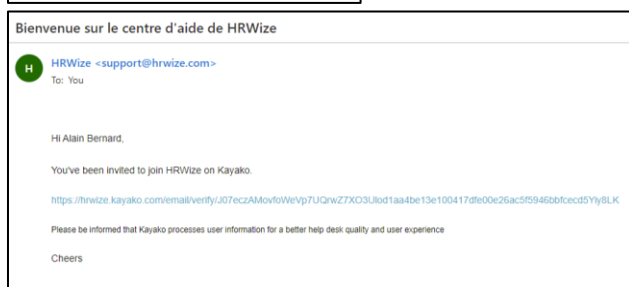 Bienvenue sur le centre d'aide de HRWize
H
HRWize <support@hrwize.com>
To: You
Hi Alain Bernard,
You've been invited to join HRWize on Kayako.
https://hrwize.kayako.com/email/verify/J07eczAMovfoWeVp7UQrwZ7XO3Ulod1aa4be13e100417dfe00e26ac5f5946bbfcecd5Yly8LK
Please be informed that Kayako processes user information for a better help desk quality and user experience
Cheers